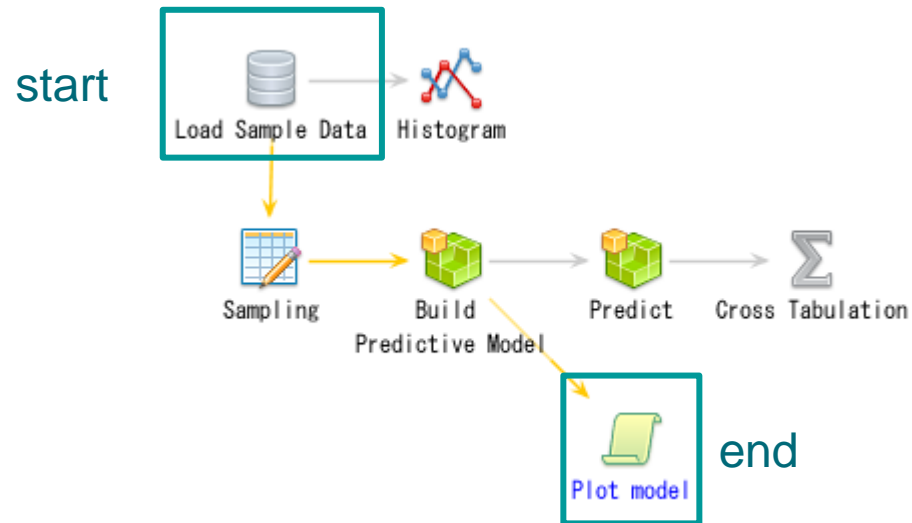 start
Load Sample Data
Histogram
Sampling
Build
Predictive Model
Predict
Cross Tabulation
Plot model
end